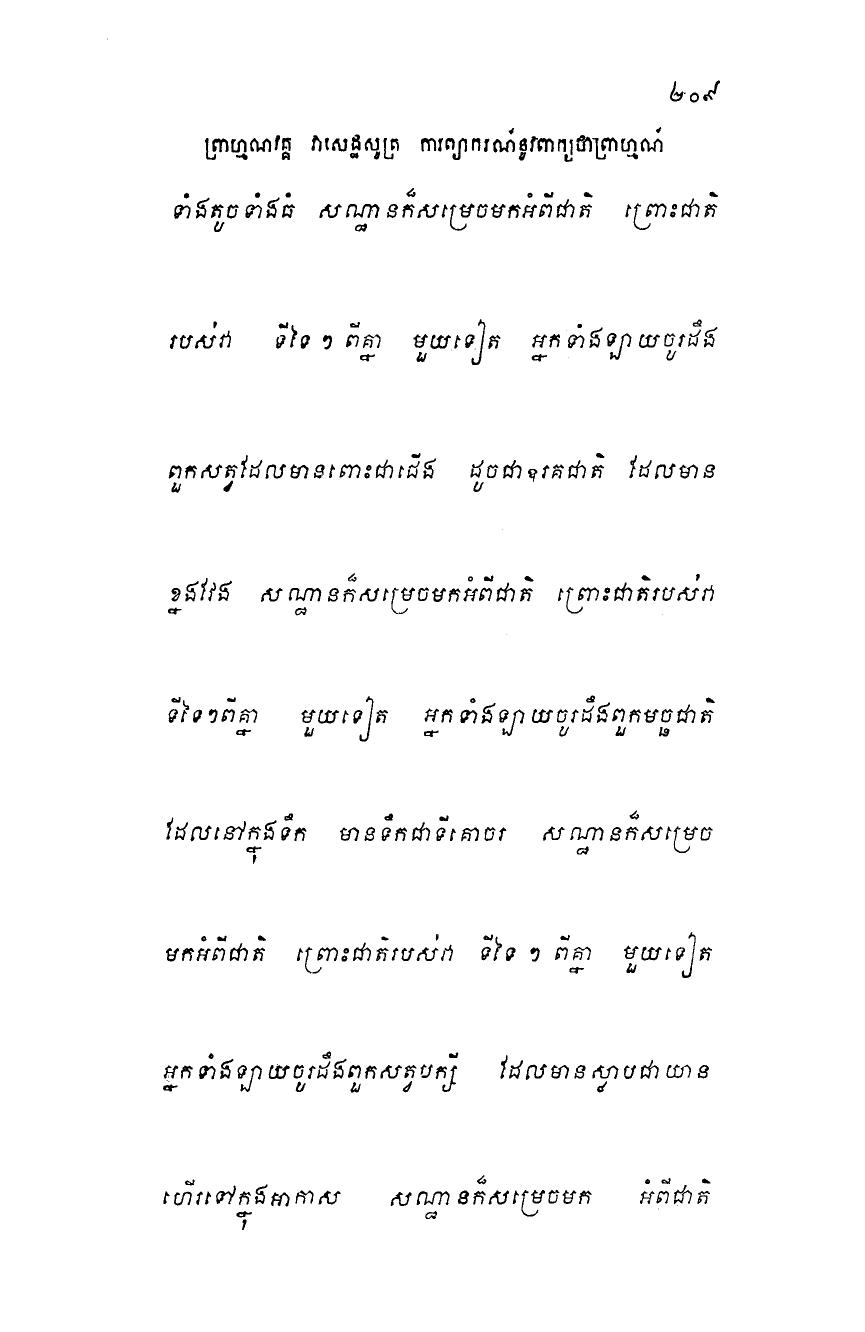 ២០៩
ព្រាហ្មណវគ្គ វាសេដ្ឋសូត្រ ការព្យាករណ៍នូវពាក្យថាព្រាហ្មណ៍
ទាំងតូចទាំងធំ សណ្ឋានក៏សម្រេចមកអំពីជាតិ ព្រោះជាតិ
របស់វា ទីទៃ ៗ ពីគ្នា មួយទៀត អ្នកទាំងឡាយចូរដឹង
ពួកសត្វដែលមានពោះជាជើង ដូចជាឧរគជាតិ ដែលមាន
ខ្នងវែង សណ្ឋានក៏សម្រេចមកអំពីជាតិ ព្រោះជាតិរបស់វា
ទីទៃៗពីគ្នា មួយទៀត អ្នកទាំងឡាយចូរដឹងពួកមច្ឆជាតិ
ដែលនៅក្នុងទឹក មានទឹកជាទីគោចរ សណ្ឋានក៏សម្រេច
មកអំពីជាតិ ព្រោះជាតិរបស់វា ទីទៃ ៗ ពីគ្នា មួយទៀត
អ្នកទាំងឡាយចូរដឹងពួកសត្វបក្សី ដែលមានស្លាបជាយាន
ហើរទៅក្នុងអាកាស សណ្ឋានក៏សម្រេចមក អំពីជាតិ